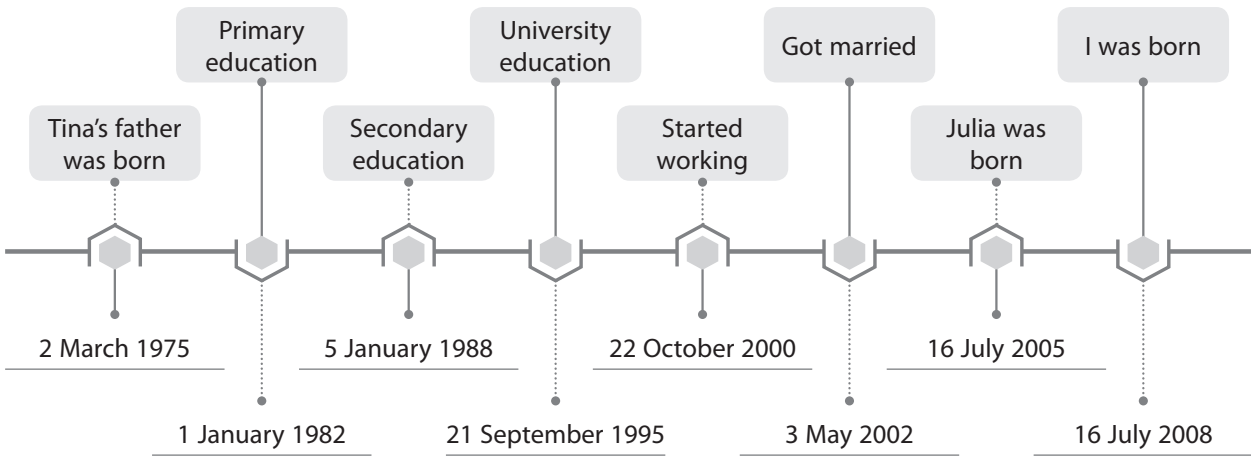 Primary
education
University
education
Got married
I was born
Tina's father
was born
Secondary
education
Started
working
Julia was
born
2 March 1975
5 January 1988
22 October 2000
16 July 2005
1 January 1982
21 September 1995
3 May 2002
16 July 2008